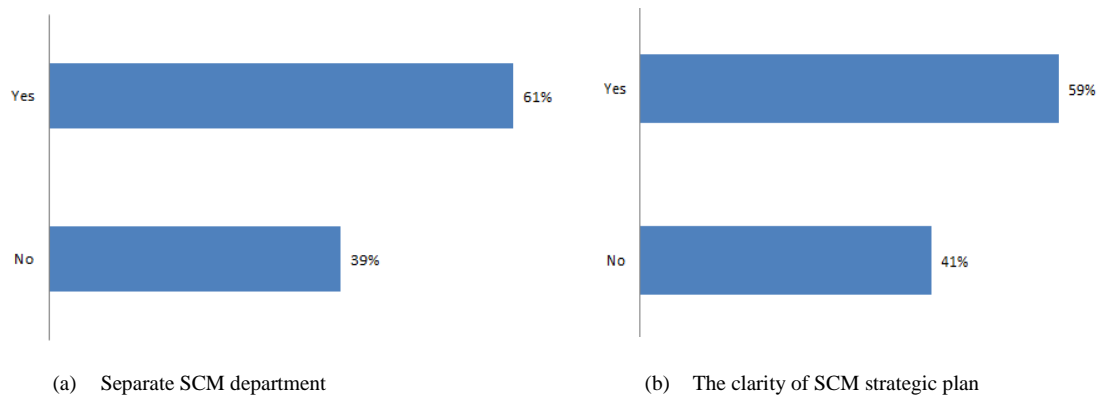 Yes
61%
No
39%
(a) Separate SCM department
Yes
59%
No
41%
(b) The clarity of SCM strategic plan